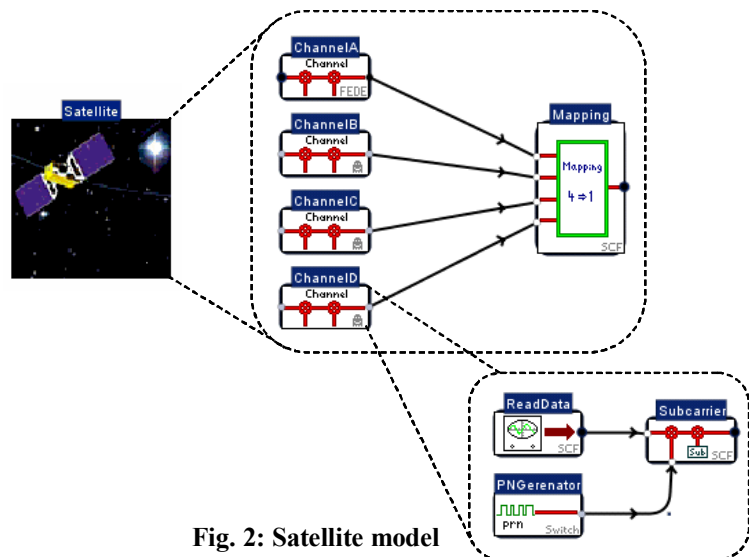 Satellite
ChannelA
Channel
FEDE
ChannelB
Channel
ChannelC
Channel
ChannelD
Channel
Mapping
Mapping
4⇒1
SCF
ReadData
SCF
PNGerenator
prn
Switch
Subcarrier
Sub
SCF
Fig. 2: Satellite model